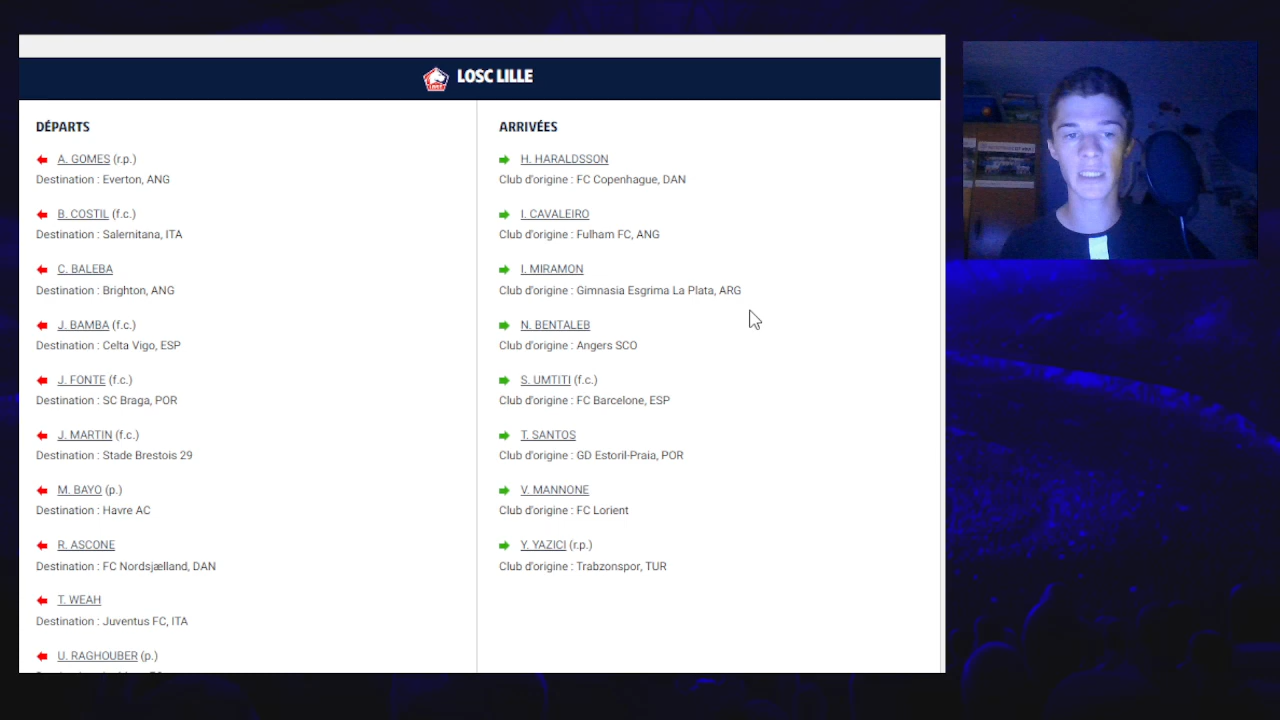 LOSC LILLE
DÉPARTS
A. GOMES (r.p.)
Destination : Everton, ANG
B. COSTIL (f.c.)
Destination : Salernitana, ITA
C. BALEBA
Destination : Brighton, ANG
J. BAMBA (f.c.)
Destination : Celta Vigo, ESP
J. FONTE (f.c.)
Destination : SC Braga, POR
J. MARTIN (f.c.)
Destination : Stade Brestois 29
M. BAYO (p.)
Destination : Havre AC
R. ASCONE
Destination : FC Nordsjælland, DAN
T. WEAH
Destination : Juventus FC, ITA
U. RAGHOUBER (p.)
ARRIVÉES
H. HARALDSSON
Club d'origine : FC Copenhague, DAN
I. CAVALEIRO
Club d'origine : Fulham FC, ANG
I. MIRAMON
Club d'origine : Gimnasia Esgrima La Plata, ARG
N. BENTALEB
Club d'origine : Angers SCO
S. UMTITI (f.c.)
Club d'origine : FC Barcelone, ESP
T. SANTOS
Club d'origine : GD Estoril-Praia, POR
V. MANNONE
Club d'origine : FC Lorient
Y. YAZICI (r.p.)
Club d'origine : Trabzonspor, TUR